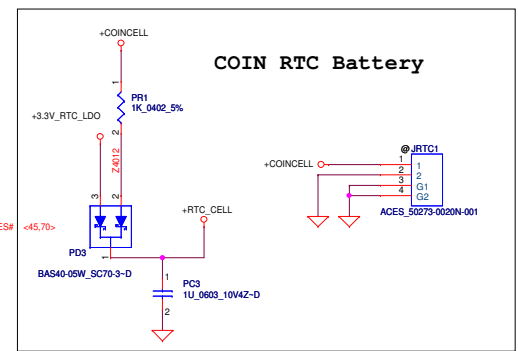 +COINCELL
COIN RTC Battery
1
PR1
1K_0402_5%
+3.3V_RTC_LDO
2
Z4012
@ JRTC1
+COINCELL
1 1
2 2
3 G1
4 G2
ACES_50273-0020N-001
3 2
+RTC_CELL
ES# <45,70>
PD3
1
BAS40-05W_SC70-3~D
1
PC3
1U_0603_10V4Z~D
2